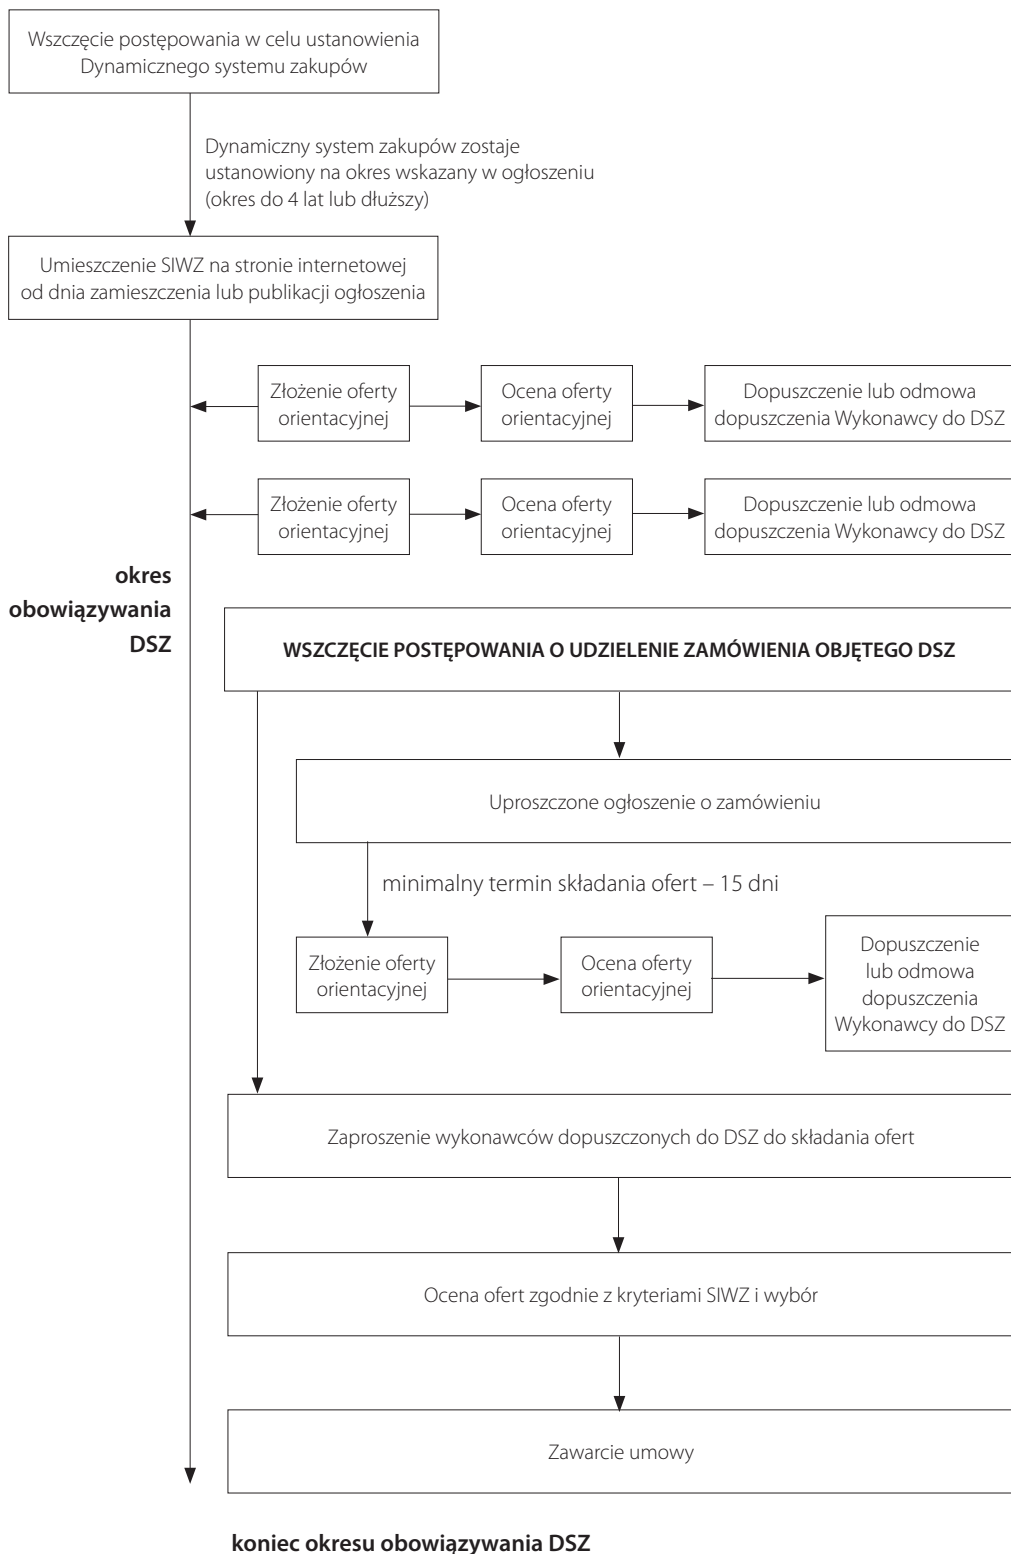 Wszczęcie postępowania w celu ustanowienia
Dynamicznego systemu zakupów
Dynamiczny system zakupów zostaje
ustanowiony na okres wskazany w ogłoszeniu
(okres do 4 lat lub dłuższy)
Umieszczenie SIWZ na stronie internetowej
od dnia zamieszczenia lub publikacji ogłoszenia
Złożenie oferty
orientacyjnej
Ocena oferty
orientacyjnej
Dopuszczenie lub odmowa
dopuszczenia Wykonawcy do DSZ
Złożenie oferty
orientacyjnej
Ocena oferty
orientacyjnej
Dopuszczenie lub odmowa
dopuszczenia Wykonawcy do DSZ
okres
obowiązywania
DSZ
WSZCZĘCIE POSTĘPOWANIA O UDZIELENIE ZAMÓWIENIA OBJĘTEGO DSZ
Uproszczone ogłoszenie o zamówieniu
minimalny termin składania ofert – 15 dni
Złożenie oferty
orientacyjnej
Ocena oferty
orientacyjnej
Dopuszczenie
lub odmowa
dopuszczenia
Wykonawcy do DSZ
Zaproszenie wykonawców dopuszczonych do DSZ do składania ofert
Ocena ofert zgodnie z kryteriami SIWZ i wybór
Zawarcie umowy
koniec okresu obowiązywania DSZ